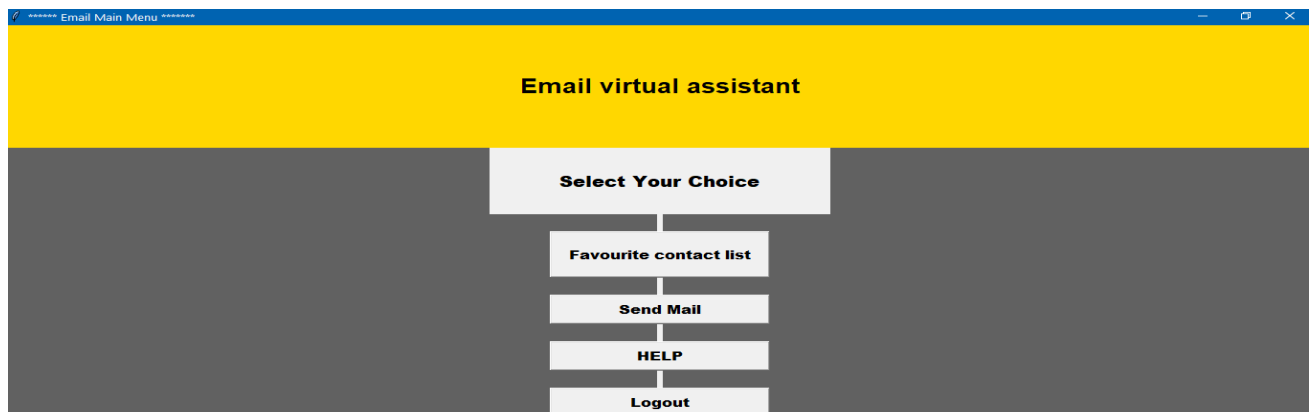 ****** Email Main Menu *******
Email virtual assistant
Select Your Choice
Favourite contact list
Send Mail
HELP
Logout